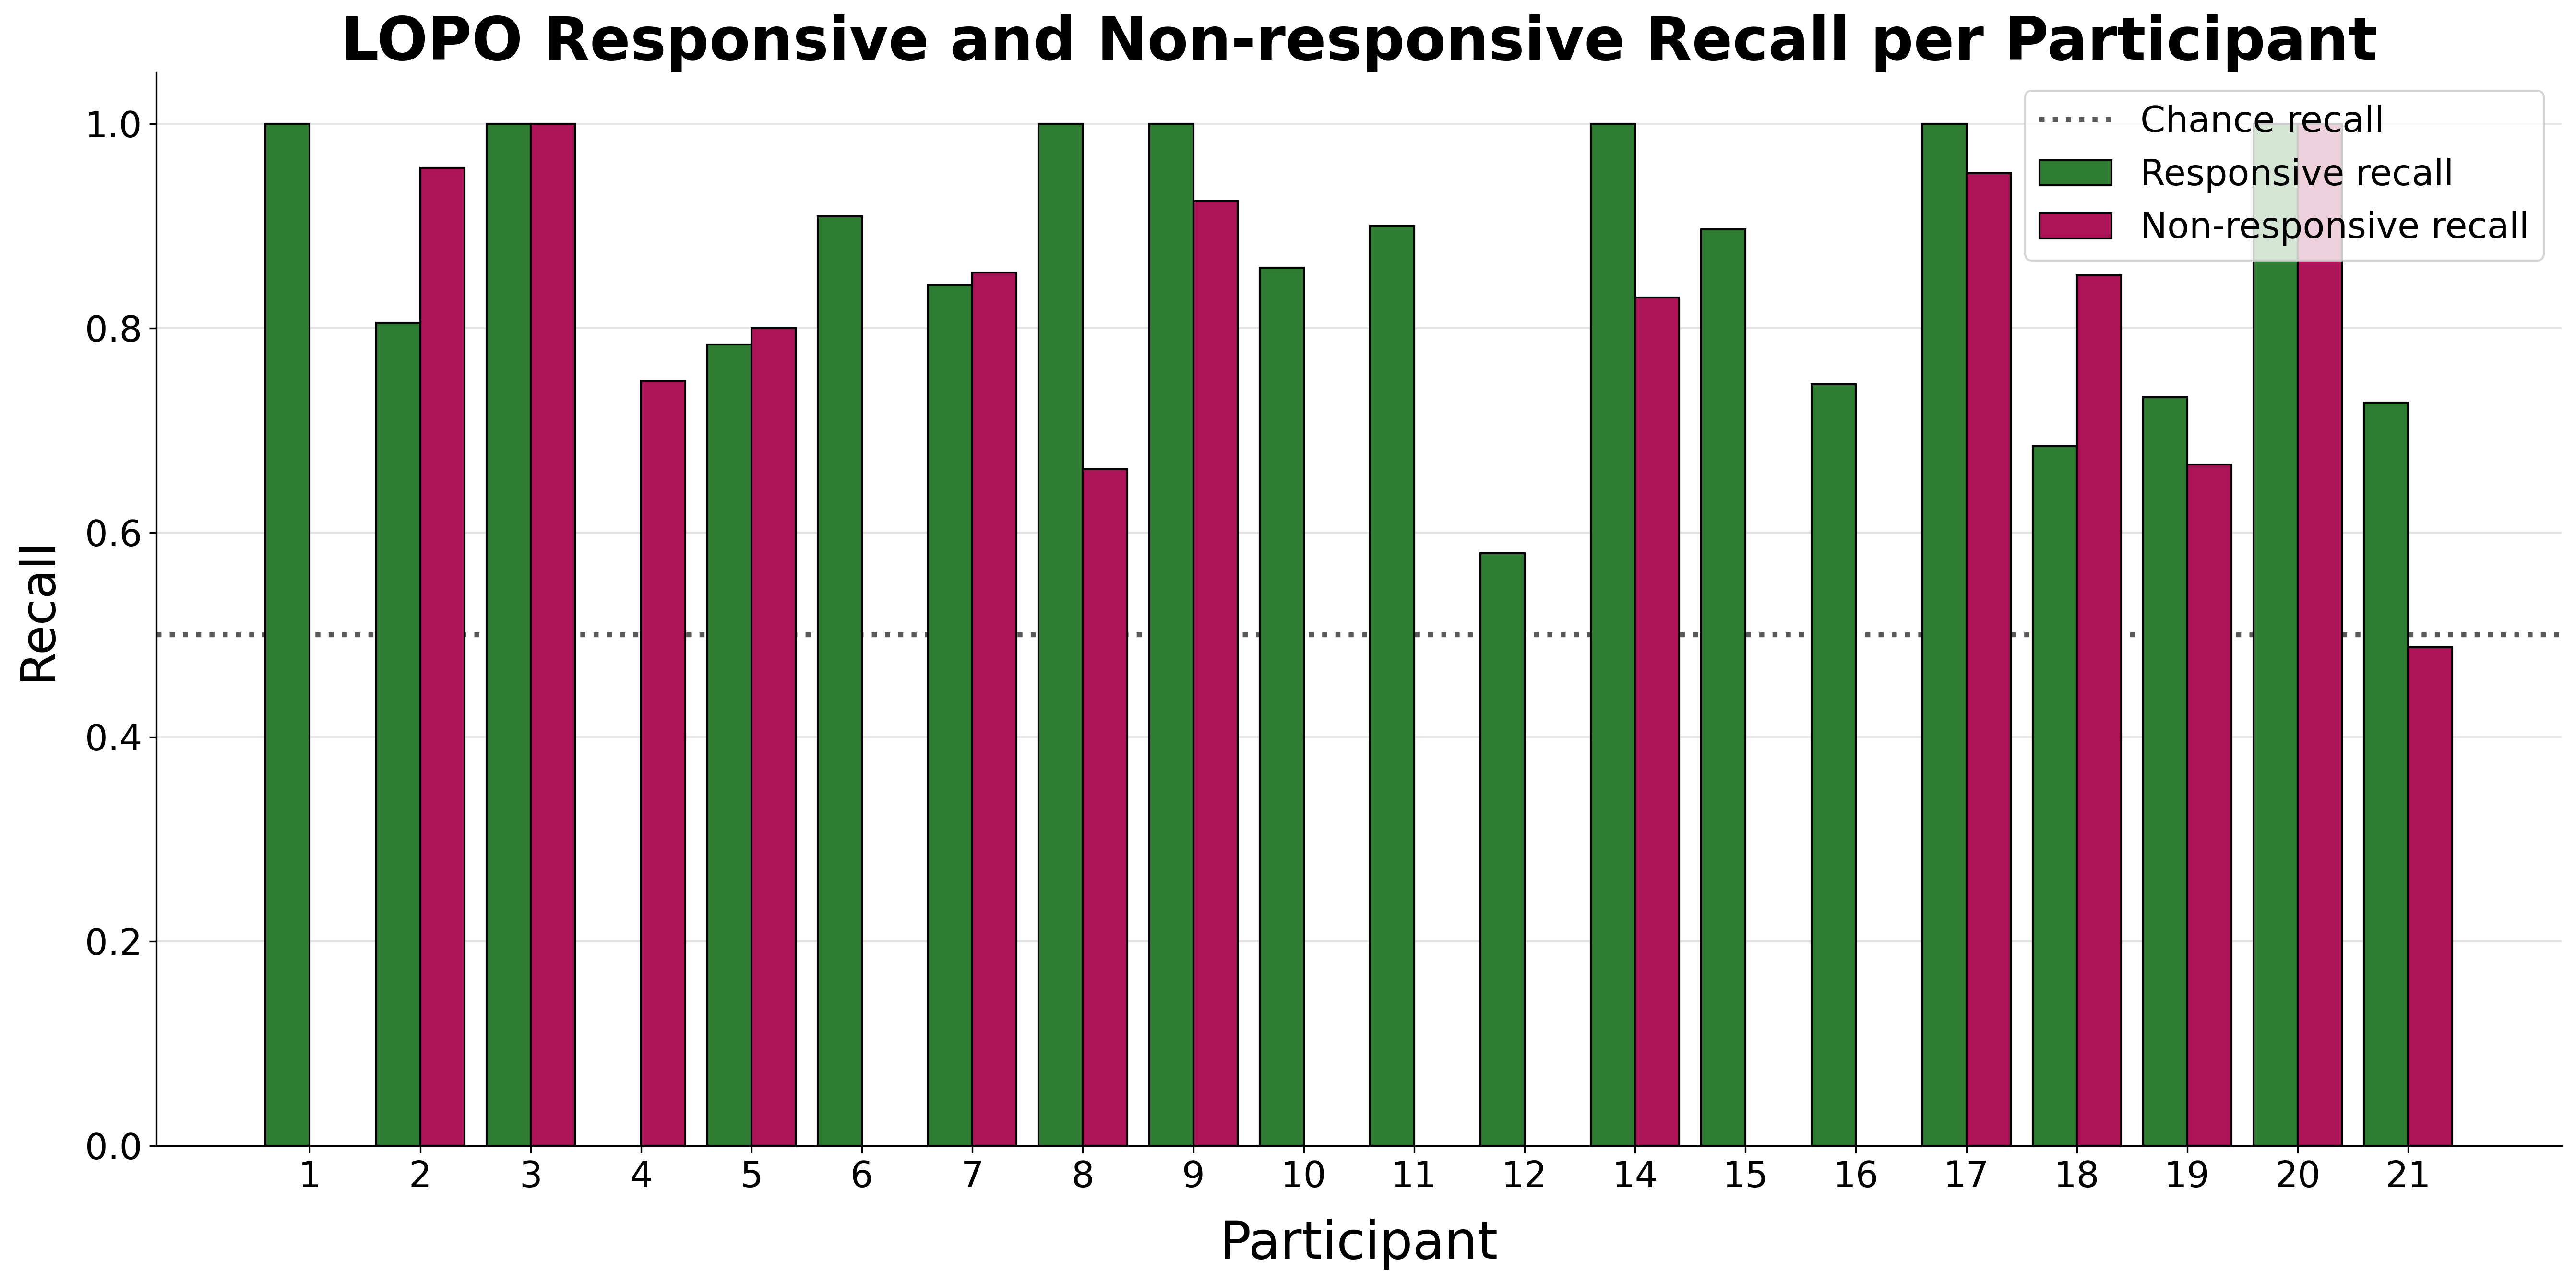 LOPO Responsive and Non-responsive Recall per Participant
Chance recall
Responsive recall
Non-responsive recall
Recall
1.0
0.8
0.6
0.4
0.2
0.0
1 2 3 4 5 6 7 8 9 10 11 12 14 15 16 17 18 19 20 21
Participant